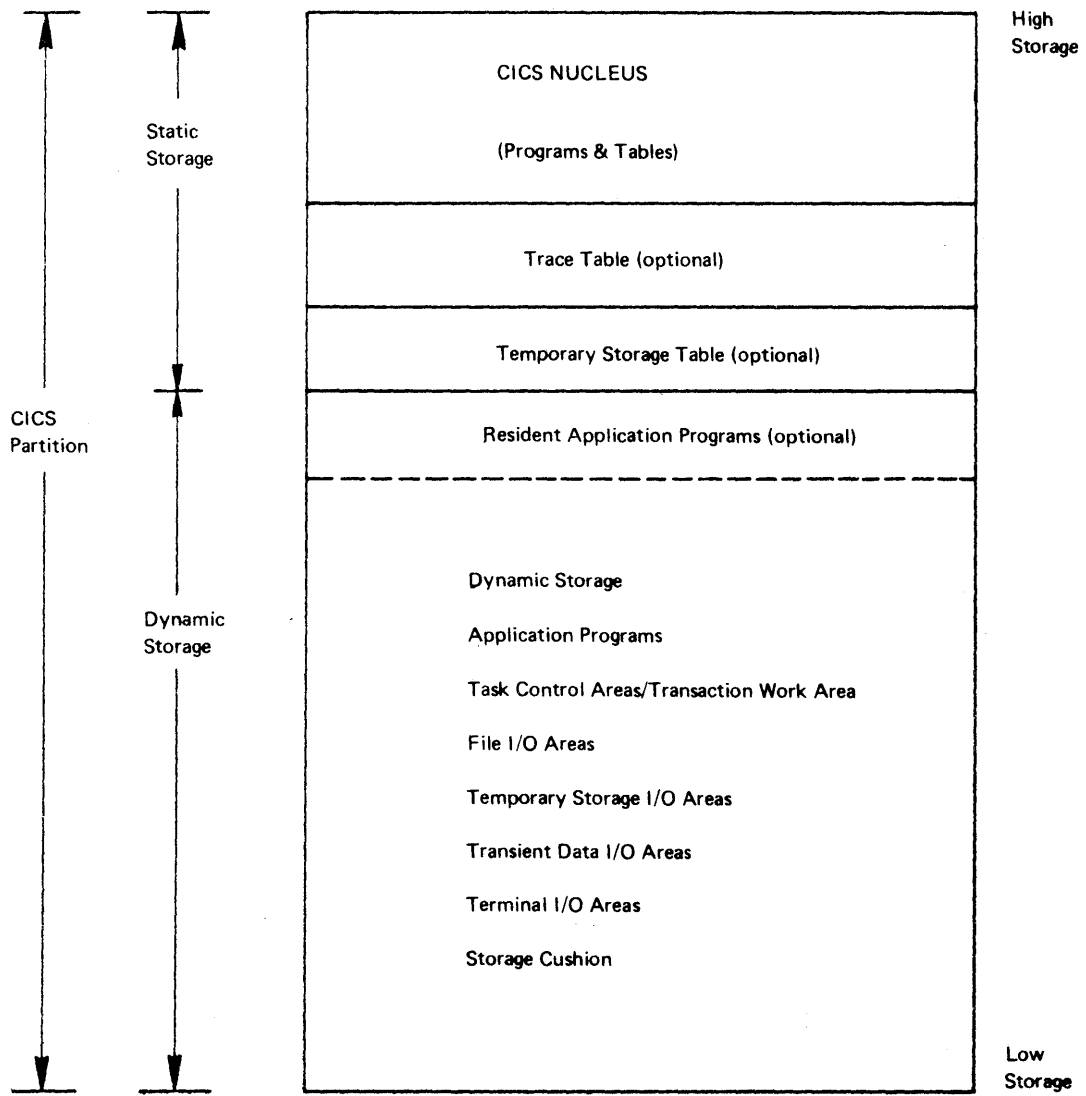 High
Storage
CICS NUCLEUS
Static
Storage
(Programs & Tables)
Trace Table (optional)
Temporary Storage Table (optional)
CICS
Partition
Resident Application Programs (optional)
Dynamic Storage
Dynamic
Storage
Application Programs
Task Control Areas/Transaction Work Area
File I/O Areas
Temporary Storage I/O Areas
Transient Data I/O Areas
Terminal I/O Areas
Storage Cushion
Low
Storage